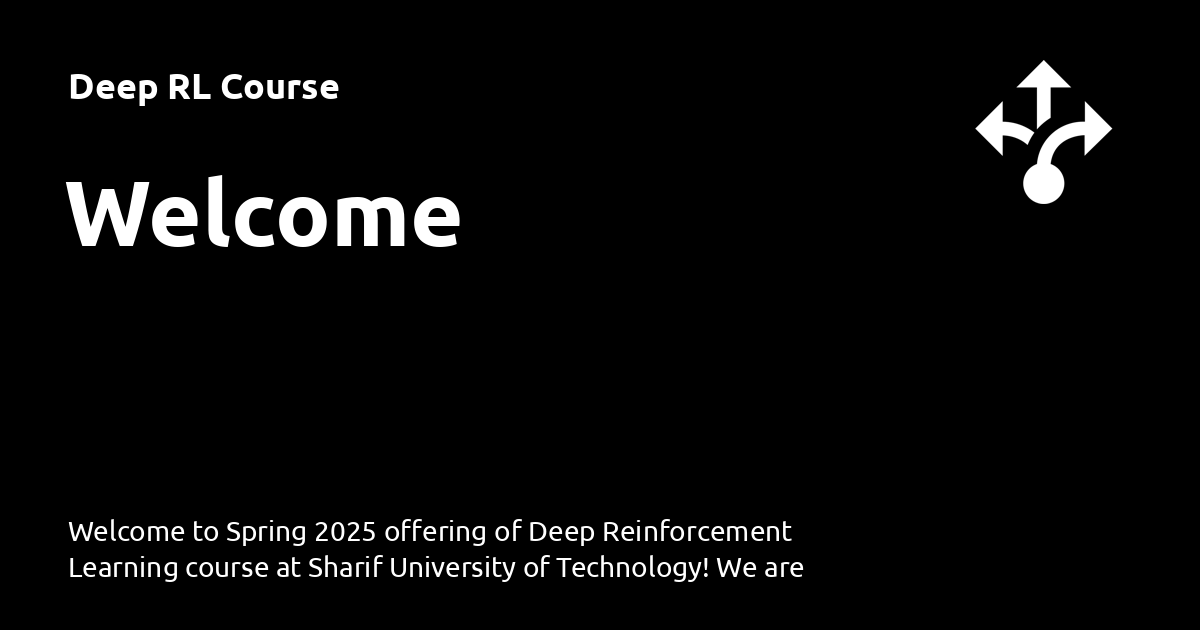 Deep RL Course
Welcome
Welcome to Spring 2025 offering of Deep Reinforcement
Learning course at Sharif University of Technology! We are